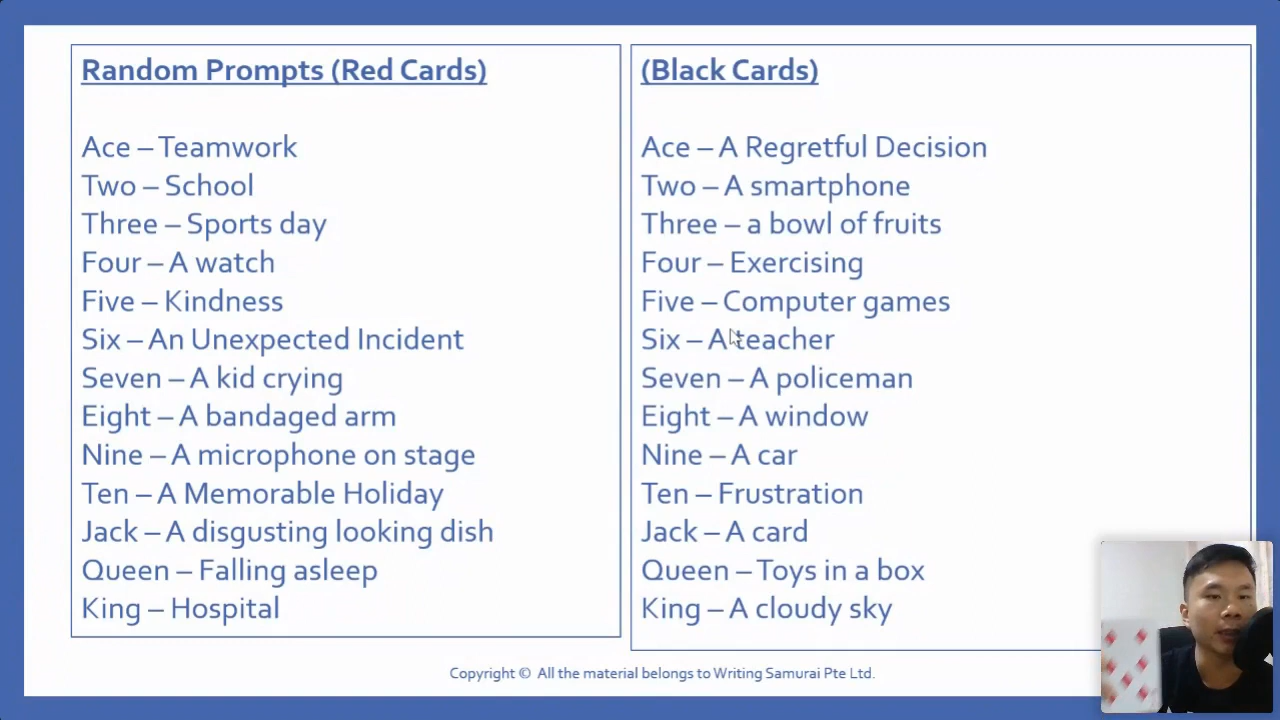 Random Prompts (Red Cards)
Ace – Teamwork
Two – School
Three – Sports day
Four – A watch
Five – Kindness
Six – An Unexpected Incident
Seven – A kid crying
Eight – A bandaged arm
Nine – A microphone on stage
Ten – A Memorable Holiday
Jack – A disgusting looking dish
Queen – Falling asleep
King – Hospital
(Black Cards)
Ace – A Regretful Decision
Two – A smartphone
Three – a bowl of fruits
Four – Exercising
Five – Computer games
Six – A teacher
Seven – A policeman
Eight – A window
Nine – A car
Ten – Frustration
Jack – A card
Queen – Toys in a box
King – A cloudy sky
Copyright © All the material belongs to Writing Samurai Pte Ltd.